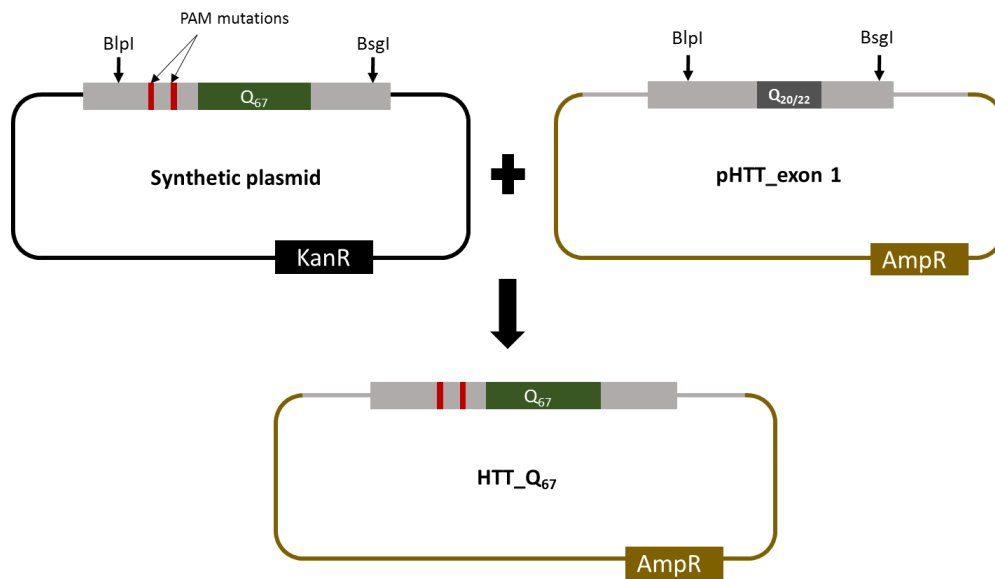 PAM mutations
BlpI
BsgI
BlpI
BsgI
Q67
Q20/22
Synthetic plasmid
pHTT_exon 1
KanR
AmpR
Q67
HTT_Q67
AmpR